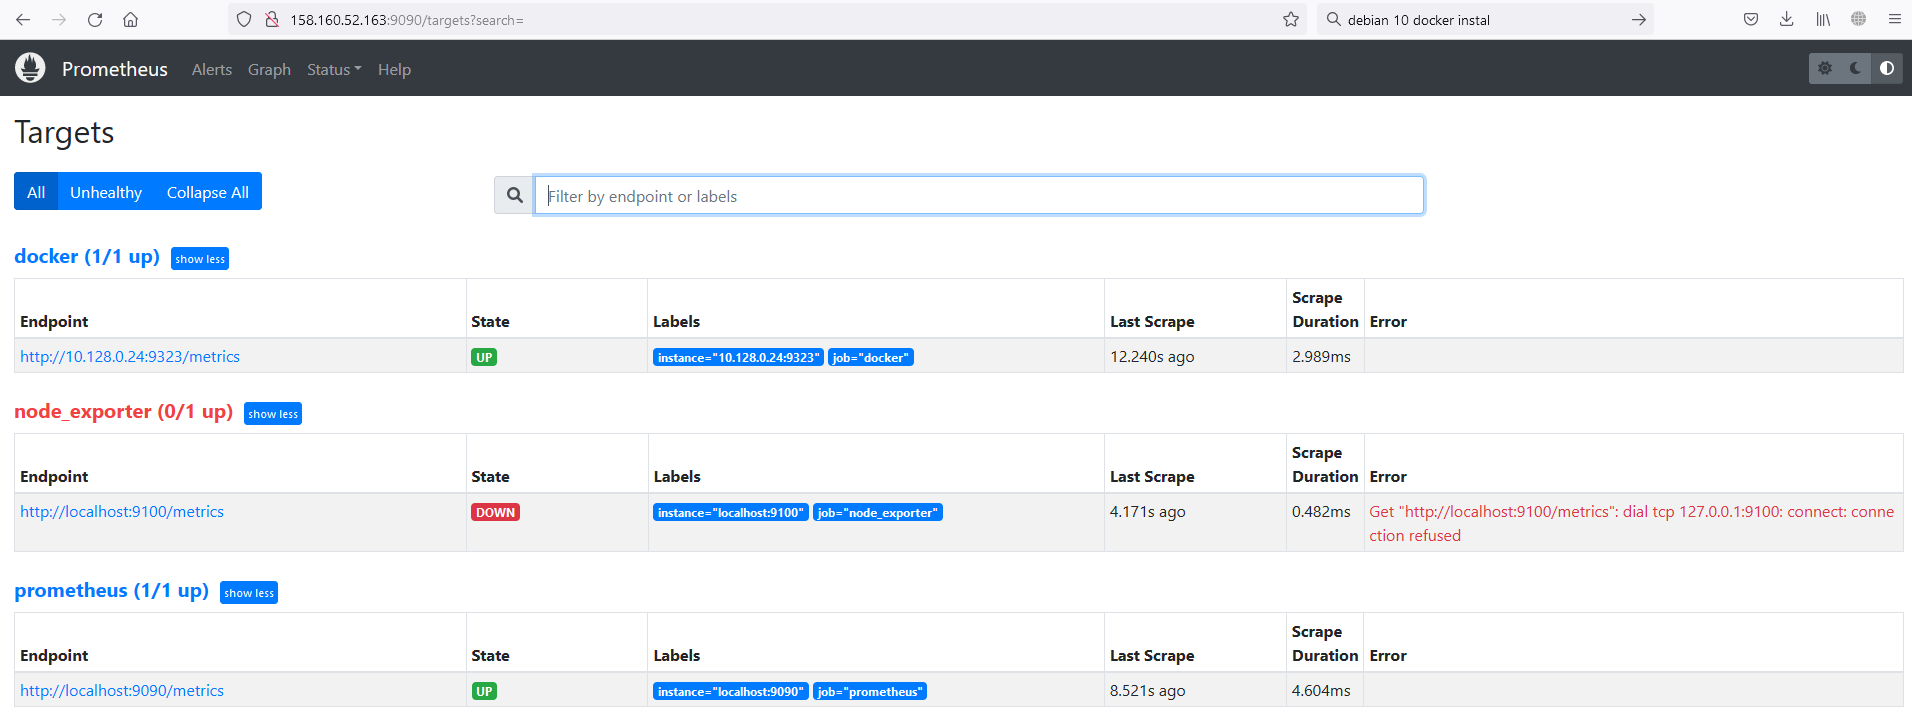 158.160.52.163:9090/targets?search=
debian 10 docker instal
Prometheus Alerts Graph Status Help
Targets
All Unhealthy Collapse All
Filter by endpoint or labels
docker (1/1 up) show less
Endpoint State Labels Last Scrape Scrape Duration Error
http://10.128.0.24:9323/metrics UP instance="10.128.0.24:9323" job="docker" 12.240s ago 2.989ms
node_exporter (0/1 up) show less
Endpoint State Labels Last Scrape Scrape Duration Error
http://localhost:9100/metrics DOWN instance="localhost:9100" job="node_exporter" 4.171s ago 0.482ms Get "http://localhost:9100/metrics": dial tcp 127.0.0.1:9100: connect: conne
ction refused
prometheus (1/1 up) show less
Endpoint State Labels Last Scrape Scrape Duration Error
http://localhost:9090/metrics UP instance="localhost:9090" job="prometheus" 8.521s ago 4.604ms